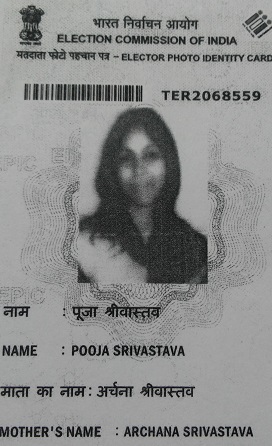 भारत निर्वाचन आयोग
ELECTION COMMISSION OF INDIA
मतदाता फोटो पहचान पत्र – ELECTOR PHOTO IDENTITY CARD
TER2068559
EPIC
EPIC
नाम : पूजा श्रीवास्तव
NAME : POOJA SRIVASTAVA
माता का नाम: अर्चना श्रीवास्तव
MOTHER'S NAME : ARCHANA SRIVASTAVA